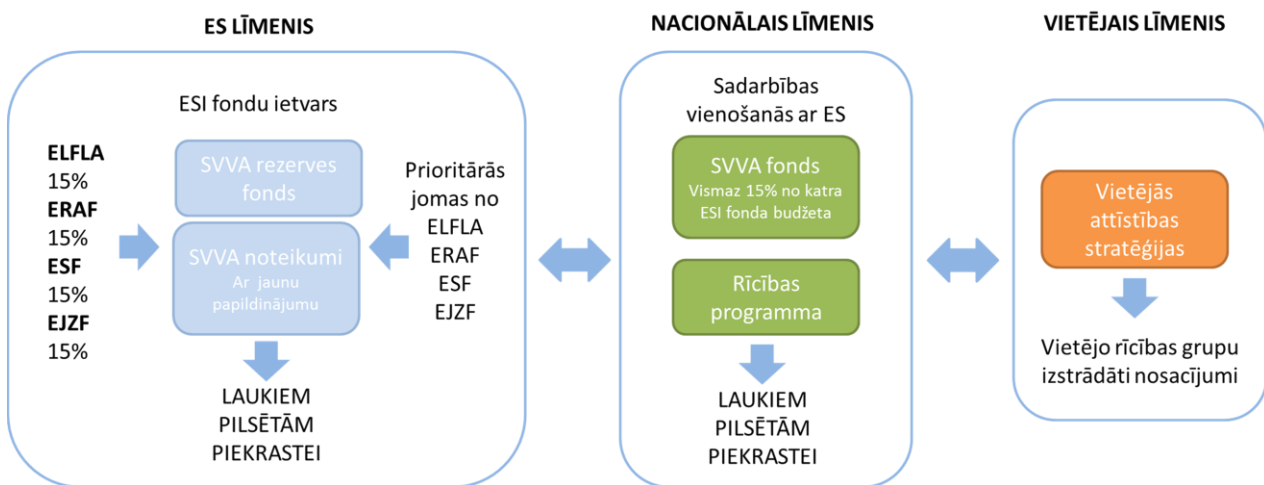 ES LĪMENIS
ESI fondu ietvars
ELFLA
15%
ERAF
15%
ESF
15%
EJZF
15%
SVVA rezerves
fonds
SVVA noteikumi
Ar jaunu
papildinājumu
Prioritārās
jomas no
ELFLA
ERAF
ESF
EJZF
LAUKIEM
PILSĒTĀM
PIEKRASTEI
NACIONĀLAIS LĪMENIS
Sadarbības
vienošanās ar ES
SVVA fonds
Vismaz 15% no katra
ESI fonda budžeta
Rīcības
programma
LAUKIEM
PILSĒTĀM
PIEKRASTEI
VIETĒJAIS LĪMENIS
Vietējās
attīstības
stratēģijas
Vietējo rīcības grupu
izstrādāti nosacījumi